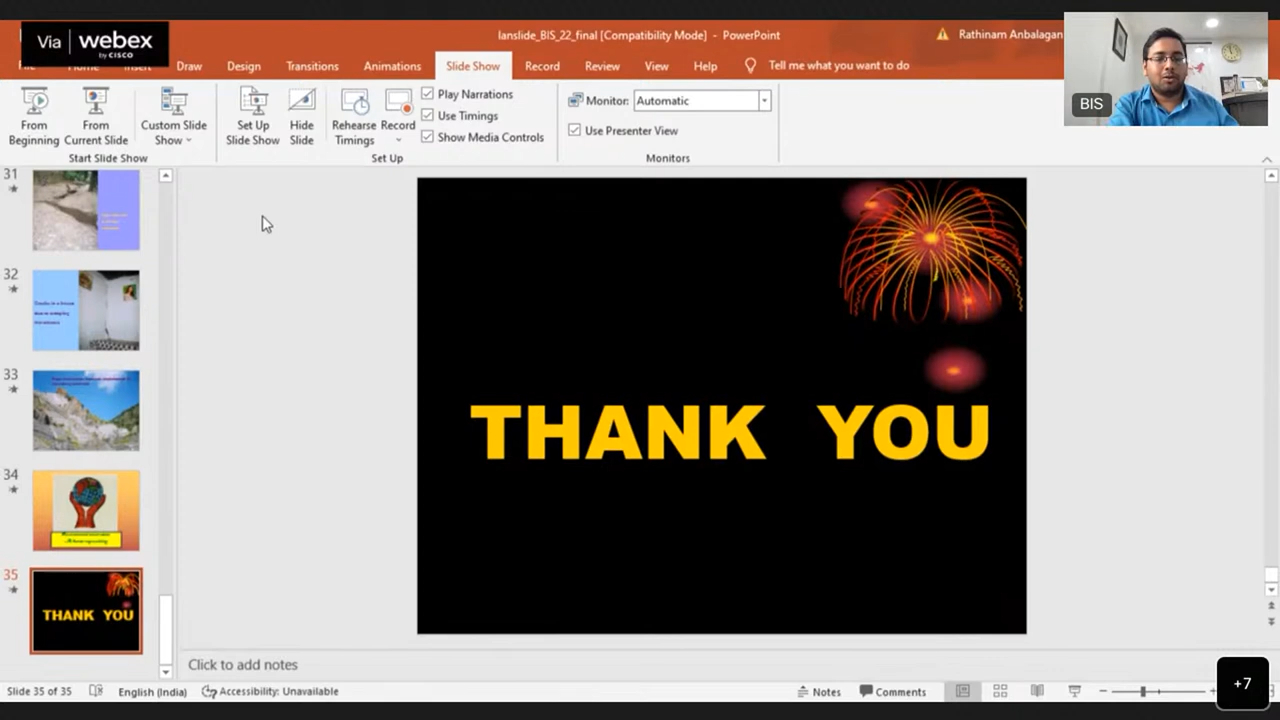 Via webex
by CISCO
lanslide_BIS_22_final [Compatibility Mode] - PowerPoint
Rathinam Anbalagan
File Home Insert Draw Design Transitions Animations Slide Show Record Review View Help Tell me what you want to do
From Beginning
From Current Slide
Custom Slide Show
Start Slide Show
Set Up Slide Show
Hide Slide
Rehearse Timings
Record
Play Narrations
Use Timings
Show Media Controls
Set Up
Monitor: Automatic
Use Presenter View
Monitors
BIS
31
32
33
34
35
THANK YOU
THANK YOU
Click to add notes
Slide 35 of 35 English (India) Accessibility: Unavailable Notes Comments
+7